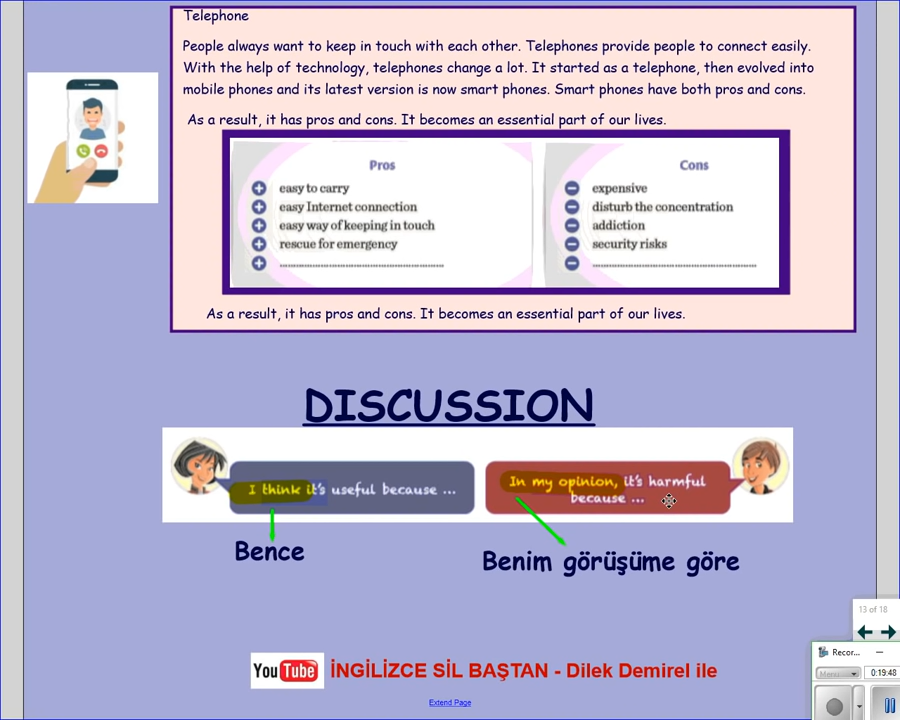 Telephone
People always want to keep in touch with each other. Telephones provide people to connect easily.
With the help of technology, telephones change a lot. It started as a telephone, then evolved into
mobile phones and its latest version is now smart phones. Smart phones have both pros and cons.
As a result, it has pros and cons. It becomes an essential part of our lives.
Pros
easy to carry
easy Internet connection
easy way of keeping in touch
rescue for emergency
Cons
expensive
disturb the concentration
addiction
security risks
As a result, it has pros and cons. It becomes an essential part of our lives.
DISCUSSION
I think it's useful because ...
In my opinion, it's harmful
because ...
Bence
Benim görüşüme göre
YouTube İNGİLİZCE SİL BAŞTAN - Dilek Demirel ile
Extend Page
13 of 18
Recor...
Menu
0:19:48